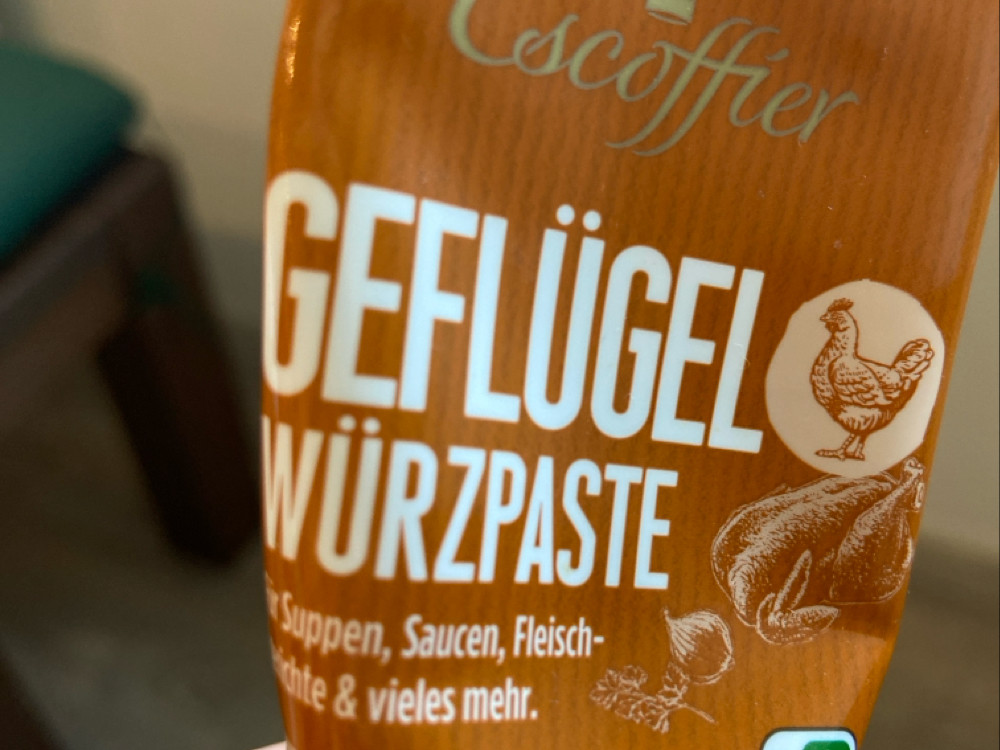 Escoffier
GEFLÜGEL
WÜRZPASTE
Suppen, Saucen, Fleisch-
& vieles mehr.